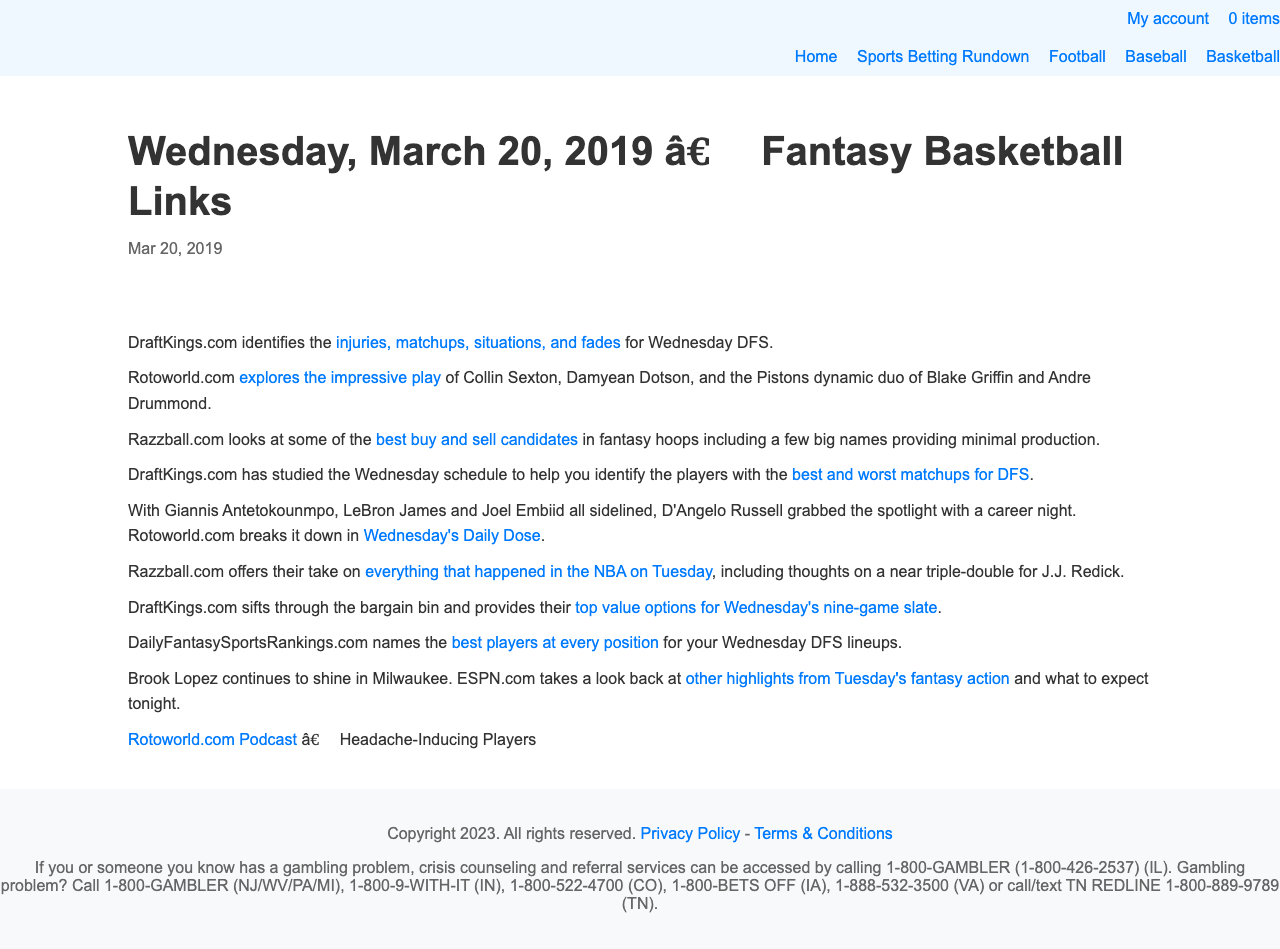 My account 0 items
Home Sports Betting Rundown Football Baseball Basketball
Wednesday, March 20, 2019 â€ Fantasy Basketball
Links
Mar 20, 2019
DraftKings.com identifies the injuries, matchups, situations, and fades for Wednesday DFS.
Rotoworld.com explores the impressive play of Collin Sexton, Damyean Dotson, and the Pistons dynamic duo of Blake Griffin and Andre
Drummond.
Razzball.com looks at some of the best buy and sell candidates in fantasy hoops including a few big names providing minimal production.
DraftKings.com has studied the Wednesday schedule to help you identify the players with the best and worst matchups for DFS.
With Giannis Antetokounmpo, LeBron James and Joel Embiid all sidelined, D'Angelo Russell grabbed the spotlight with a career night.
Rotoworld.com breaks it down in Wednesday's Daily Dose.
Razzball.com offers their take on everything that happened in the NBA on Tuesday, including thoughts on a near triple-double for J.J. Redick.
DraftKings.com sifts through the bargain bin and provides their top value options for Wednesday's nine-game slate.
DailyFantasySportsRankings.com names the best players at every position for your Wednesday DFS lineups.
Brook Lopez continues to shine in Milwaukee. ESPN.com takes a look back at other highlights from Tuesday's fantasy action and what to expect
tonight.
Rotoworld.com Podcast â€ Headache-Inducing Players
Copyright 2023. All rights reserved. Privacy Policy - Terms & Conditions
If you or someone you know has a gambling problem, crisis counseling and referral services can be accessed by calling 1-800-GAMBLER (1-800-426-2537) (IL). Gambling
problem? Call 1-800-GAMBLER (NJ/WV/PA/MI), 1-800-9-WITH-IT (IN), 1-800-522-4700 (CO), 1-800-BETS OFF (IA), 1-888-532-3500 (VA) or call/text TN REDLINE 1-800-889-9789
(TN).